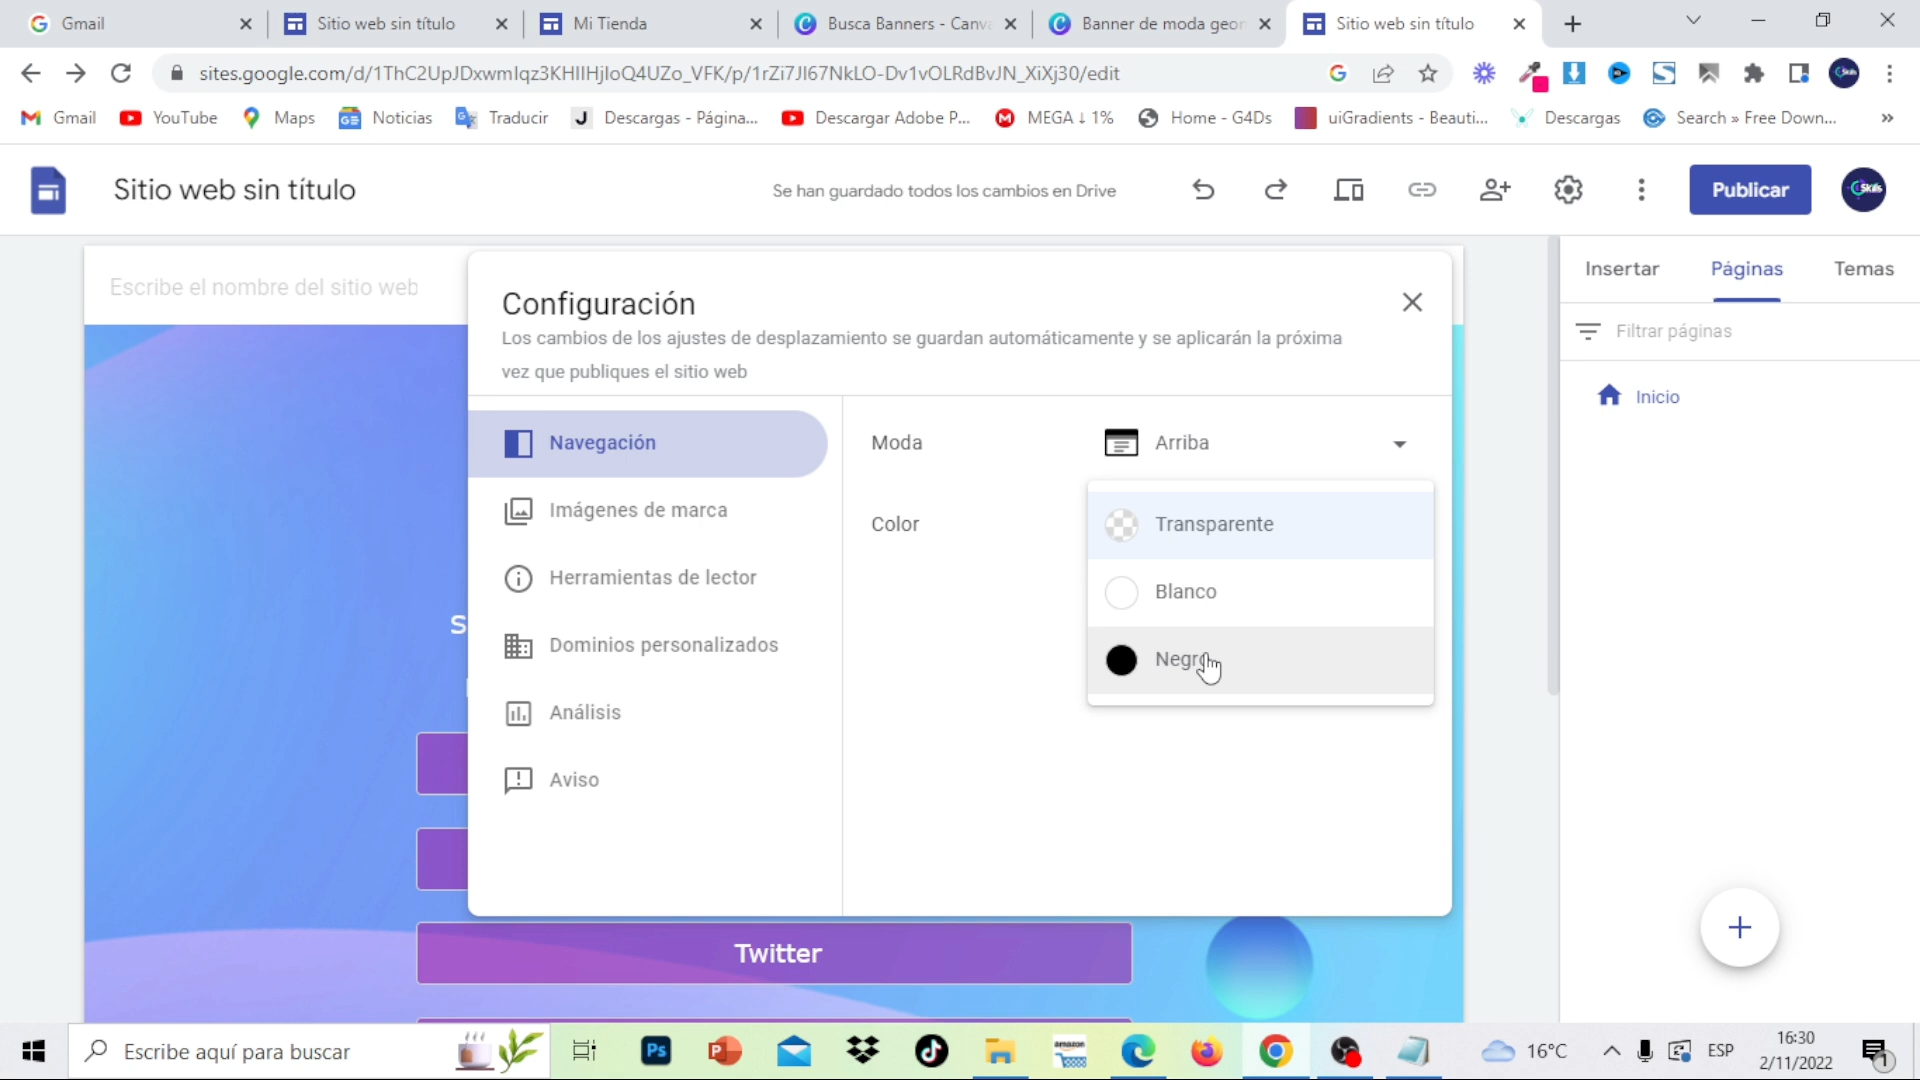 Gmail
Sitio web sin título
Mi Tienda
Busca Banners - Canv
Banner de moda geor
Sitio web sin título
sites.google.com/d/1ThC2UpJDxwmIqz3KHIIHjIoQ4UZo_VFK/p/1rZi7JI67NkLO-Dv1vOLRdBvJN_XiXj30/edit
Gmail
YouTube
Maps
Noticias
Traducir
Descargas - Página...
Descargar Adobe P...
MEGA ↓ 1%
Home - G4Ds
uiGradients - Beauti...
Descargas
Search » Free Down...
»
Sitio web sin título
Se han guardado todos los cambios en Drive
Publicar
Escribe el nombre del sitio web
Configuración
Los cambios de los ajustes de desplazamiento se guardan automáticamente y se aplicarán la próxima
vez que publiques el sitio web
Navegación
Imágenes de marca
Herramientas de lector
Dominios personalizados
Análisis
Aviso
Moda
Arriba
Color
Transparente
Blanco
Negro
Twitter
Insertar
Páginas
Temas
Filtrar páginas
Inicio
Escribe aquí para buscar
Ps
amazon
16°C
ESP
16:30
2/11/2022
1